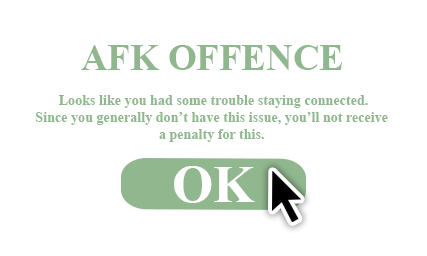 AFK OFFENCE
Looks like you had some trouble staying connected.
Since you generally don't have this issue, you'll not receive
a penalty for this.
OK